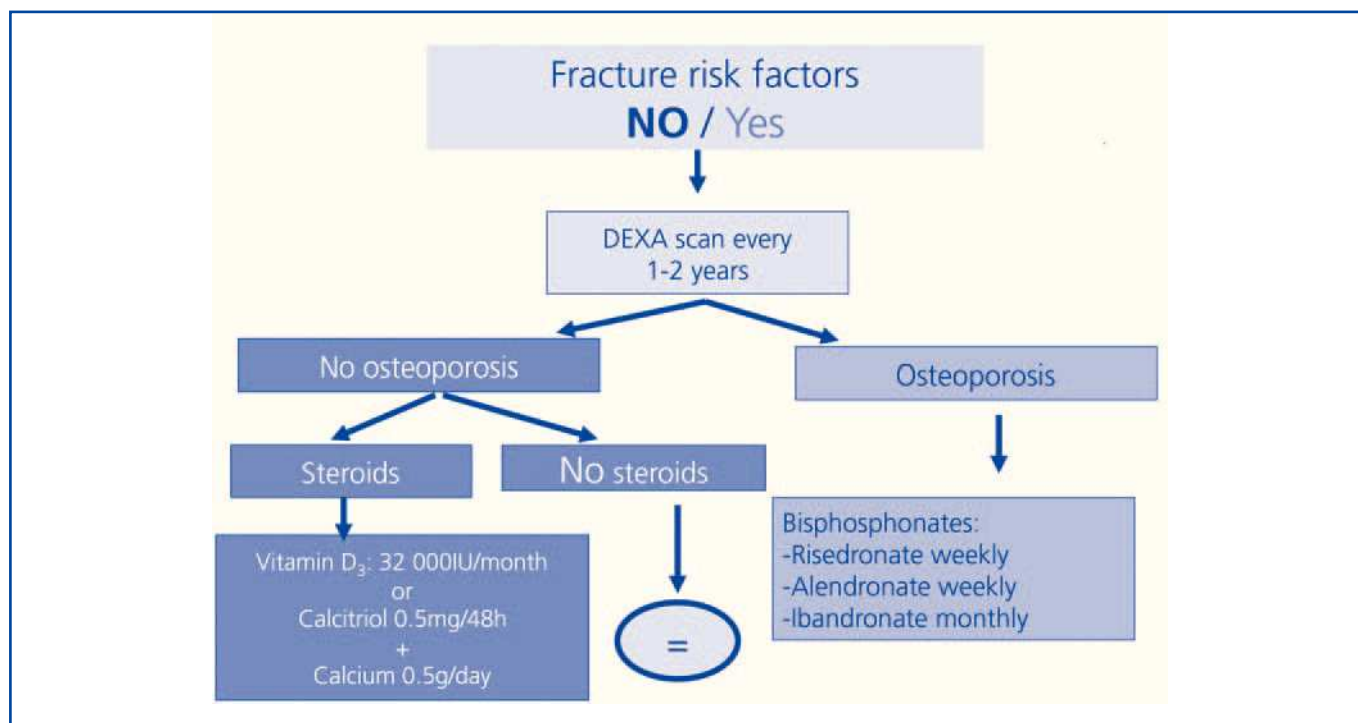 Fracture risk factors
NO / Yes
DEXA scan every
1-2 years
No osteoporosis
Osteoporosis
Steroids
No steroids
Vitamin D₃: 32 000IU/month
or
Calcitriol 0.5mg/48h
+
Calcium 0.5g/day
=
Bisphosphonates:
-Risedronate weekly
-Alendronate weekly
-Ibandronate monthly